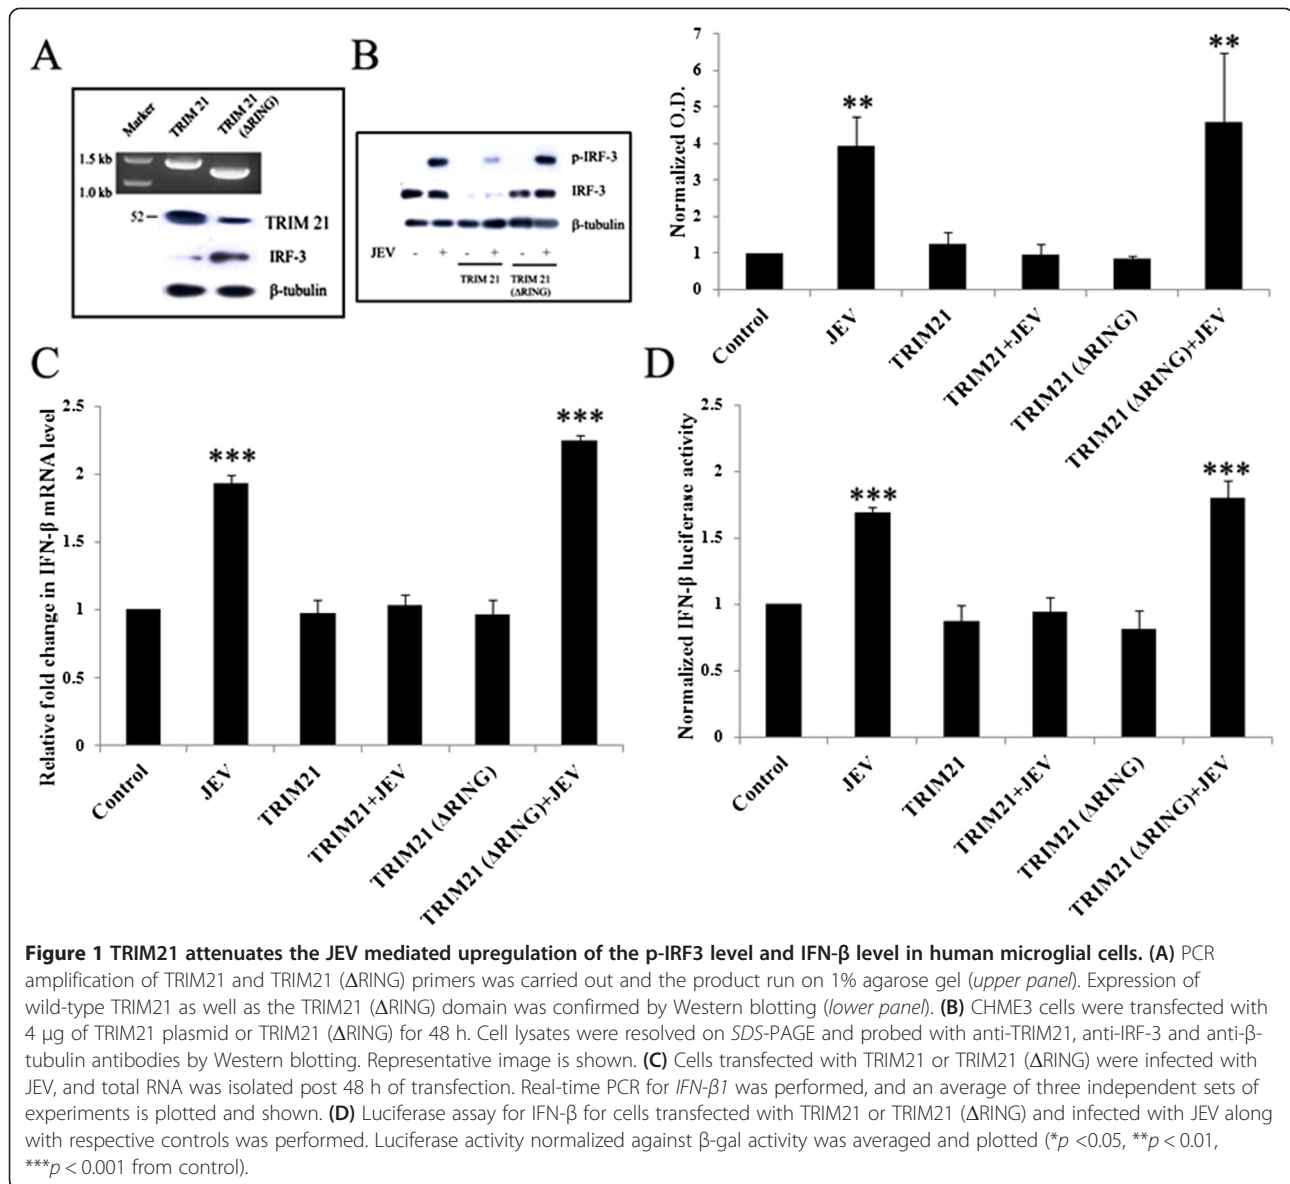 A
Marker
TRIM 21
TRIM 21
(ΔRING)
1.5 kb
1.0 kb
52
TRIM 21
IRF-3
β-tubulin
B
p-IRF-3
IRF-3
β-tubulin
JEV - + - + - +
TRIM 21
TRIM 21
(ΔRING)
Normalized O.D.
7
6
5
4
3
2
1
0
**
**
Control
JEV
TRIM21
TRIM21+JEV
TRIM21 (ΔRING)
TRIM21 (ΔRING)+JEV
C
Relative fold change in IFN-β mRNA level
2.5
2
1.5
1
0.5
0
***
***
Control
JEV
TRIM21
TRIM21+JEV
TRIM21 (ΔRING)
TRIM21 (ΔRING)+JEV
D
Normalized IFN-β luciferase activity
2.5
2
1.5
1
0.5
0
***
***
Control
JEV
TRIM21
TRIM21+JEV
TRIM21 (ΔRING)
TRIM21 (ΔRING)+JEV
Figure 1 TRIM21 attenuates the JEV mediated upregulation of the p-IRF3 level and IFN-β level in human microglial cells. (A) PCR
amplification of TRIM21 and TRIM21 (ΔRING) primers was carried out and the product run on 1% agarose gel (upper panel). Expression of
wild-type TRIM21 as well as the TRIM21 (ΔRING) domain was confirmed by Western blotting (lower panel). (B) CHME3 cells were transfected with
4 μg of TRIM21 plasmid or TRIM21 (ΔRING) for 48 h. Cell lysates were resolved on SDS-PAGE and probed with anti-TRIM21, anti-IRF-3 and anti-β-
tubulin antibodies by Western blotting. Representative image is shown. (C) Cells transfected with TRIM21 or TRIM21 (ΔRING) were infected with
JEV, and total RNA was isolated post 48 h of transfection. Real-time PCR for IFN-β1 was performed, and an average of three independent sets of
experiments is plotted and shown. (D) Luciferase assay for IFN-β for cells transfected with TRIM21 or TRIM21 (ΔRING) and infected with JEV along
with respective controls was performed. Luciferase activity normalized against β-gal activity was averaged and plotted (*p <0.05, **p < 0.01,
***p < 0.001 from control).